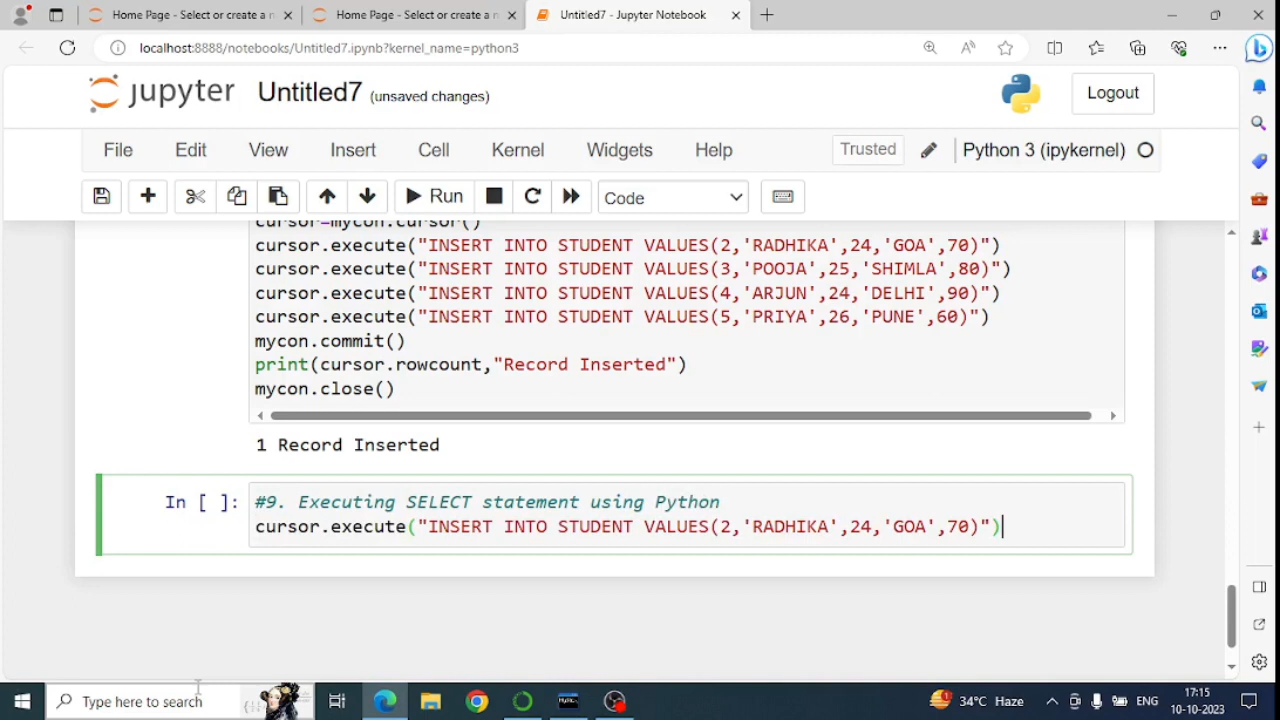 Home Page - Select or create a n
Home Page - Select or create a n
Untitled7 - Jupyter Notebook
localhost:8888/notebooks/Untitled7.ipynb?kernel_name=python3
jupyter Untitled7 (unsaved changes)
Logout
File Edit View Insert Cell Kernel Widgets Help
Trusted
Python 3 (ipykernel)
Run
Code
cursor=mycon.cursor()
cursor.execute("INSERT INTO STUDENT VALUES(2,'RADHIKA',24,'GOA',70)")
cursor.execute("INSERT INTO STUDENT VALUES(3,'POOJA',25,'SHIMLA',80)")
cursor.execute("INSERT INTO STUDENT VALUES(4,'ARJUN',24,'DELHI',90)")
cursor.execute("INSERT INTO STUDENT VALUES(5,'PRIYA',26,'PUNE',60)")
mycon.commit()
print(cursor.rowcount,"Record Inserted")
mycon.close()
1 Record Inserted
In [ ]:
#9. Executing SELECT statement using Python
cursor.execute("INSERT INTO STUDENT VALUES(2,'RADHIKA',24,'GOA',70)")
Type here to search
34°C Haze
ENG
17:15
10-10-2023